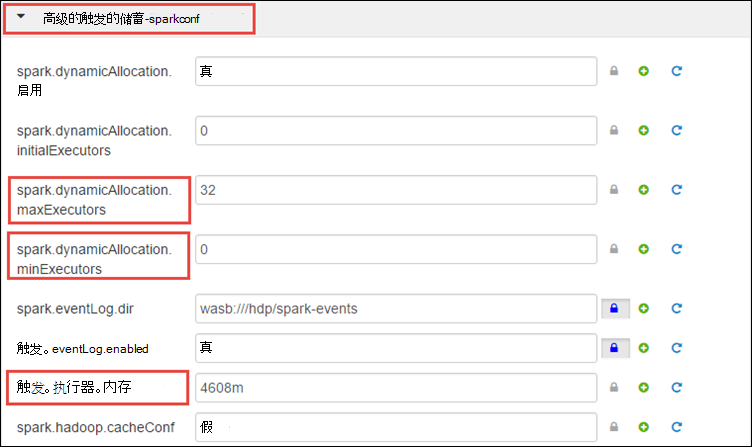 高级的触发的储蓄-sparkconf
spark.dynamicAllocation.
启用
真
spark.dynamicAllocation.
initialExecutors
0
spark.dynamicAllocation.
maxExecutors
32
spark.dynamicAllocation.
minExecutors
0
spark.eventLog.dir
wasb:///hdp/spark-events
触发。eventLog.enabled
真
触发。执行器。内存
4608m
spark.hadoop.cacheConf
假